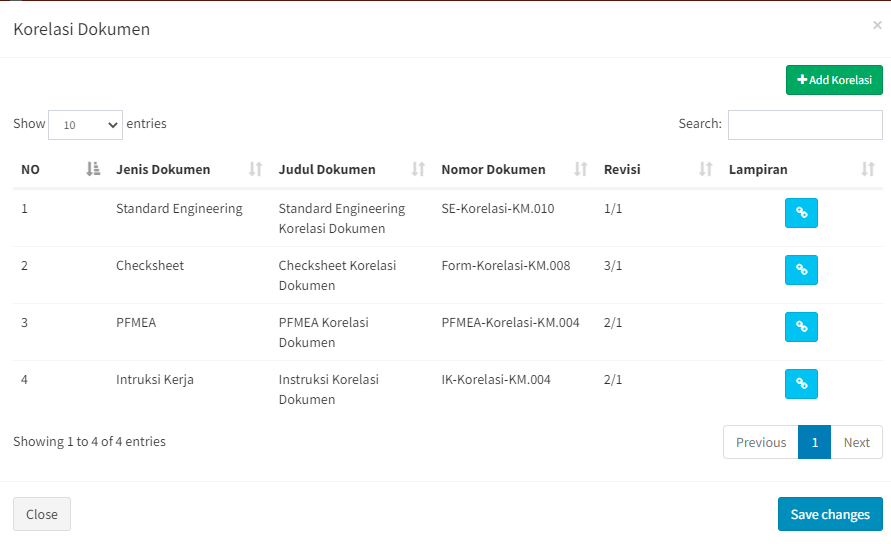 Korelasi Dokumen ×
Add Korelasi
Show 10 entries Search:
NO Jenis Dokumen Judul Dokumen Nomor Dokumen Revisi Lampiran
1 Standard Engineering Standard Engineering SE-Korelasi-KM.010 1/1
Korelasi Dokumen
2 Checksheet Checksheet Korelasi Form-Korelasi-KM.008 3/1
Dokumen
3 PFMEA PFMEA Korelasi PFMEA-Korelasi-KM.004 2/1
Dokumen
4 Intruksi Kerja Instruksi Korelasi IK-Korelasi-KM.004 2/1
Dokumen
Showing 1 to 4 of 4 entries Previous 1 Next
Close Save changes